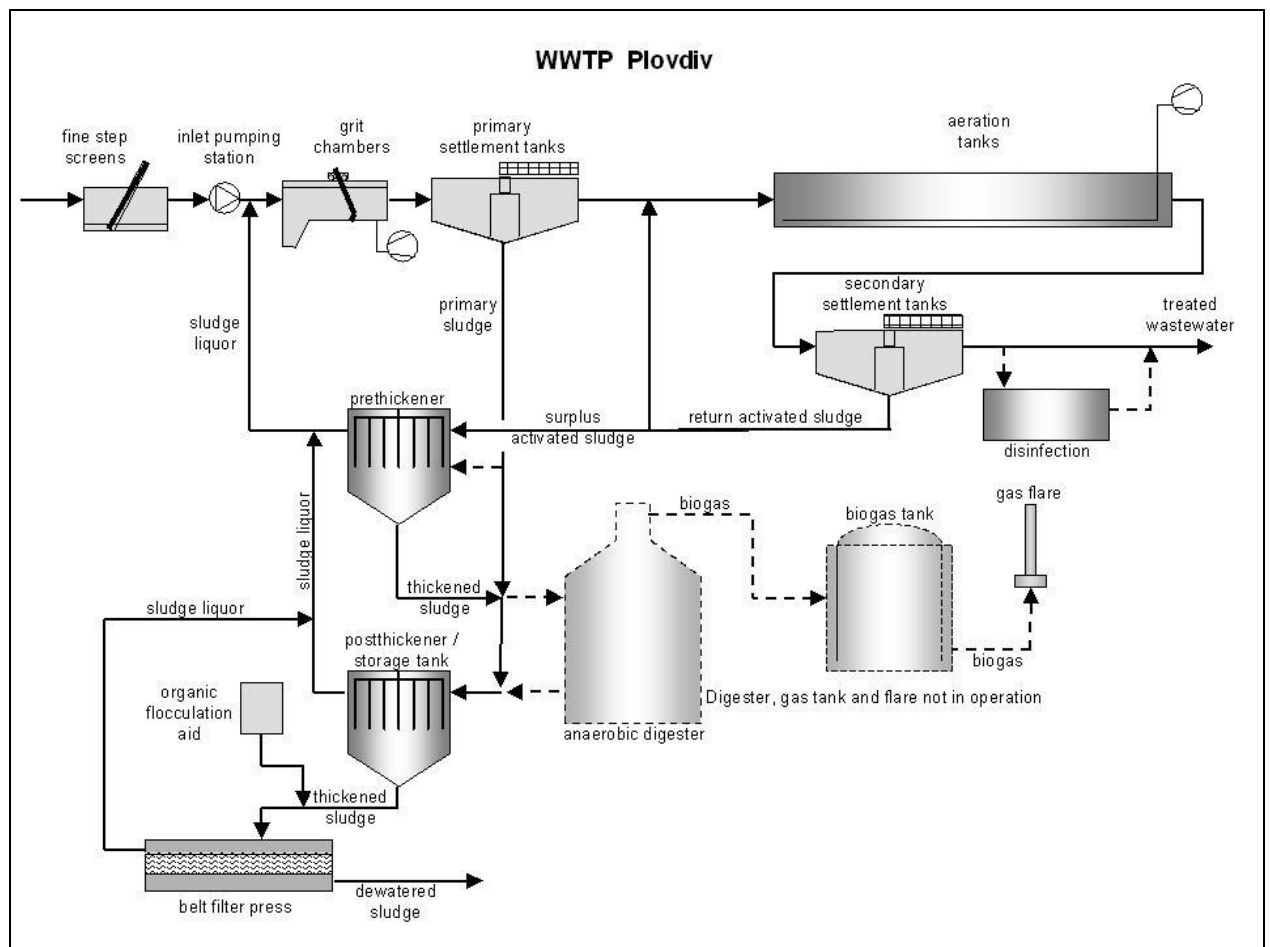 WWTP Plovdiv
fine step
screens
inlet pumping
station
grit
chambers
primary
settlement tanks
aeration
tanks
sludge
liquor
primary
sludge
secondary
settlement tanks
treated
wastewater
prethickener
surplus
activated sludge
return activated sludge
disinfection
sludge liquor
biogas
biogas tank
gas flare
thickened
sludge
sludge liquor
postthickener /
storage tank
biogas
organic
flocculation
aid
Digester, gas tank and flare not in operation
anaerobic digester
thickened
sludge
dewatered
sludge
belt filter press